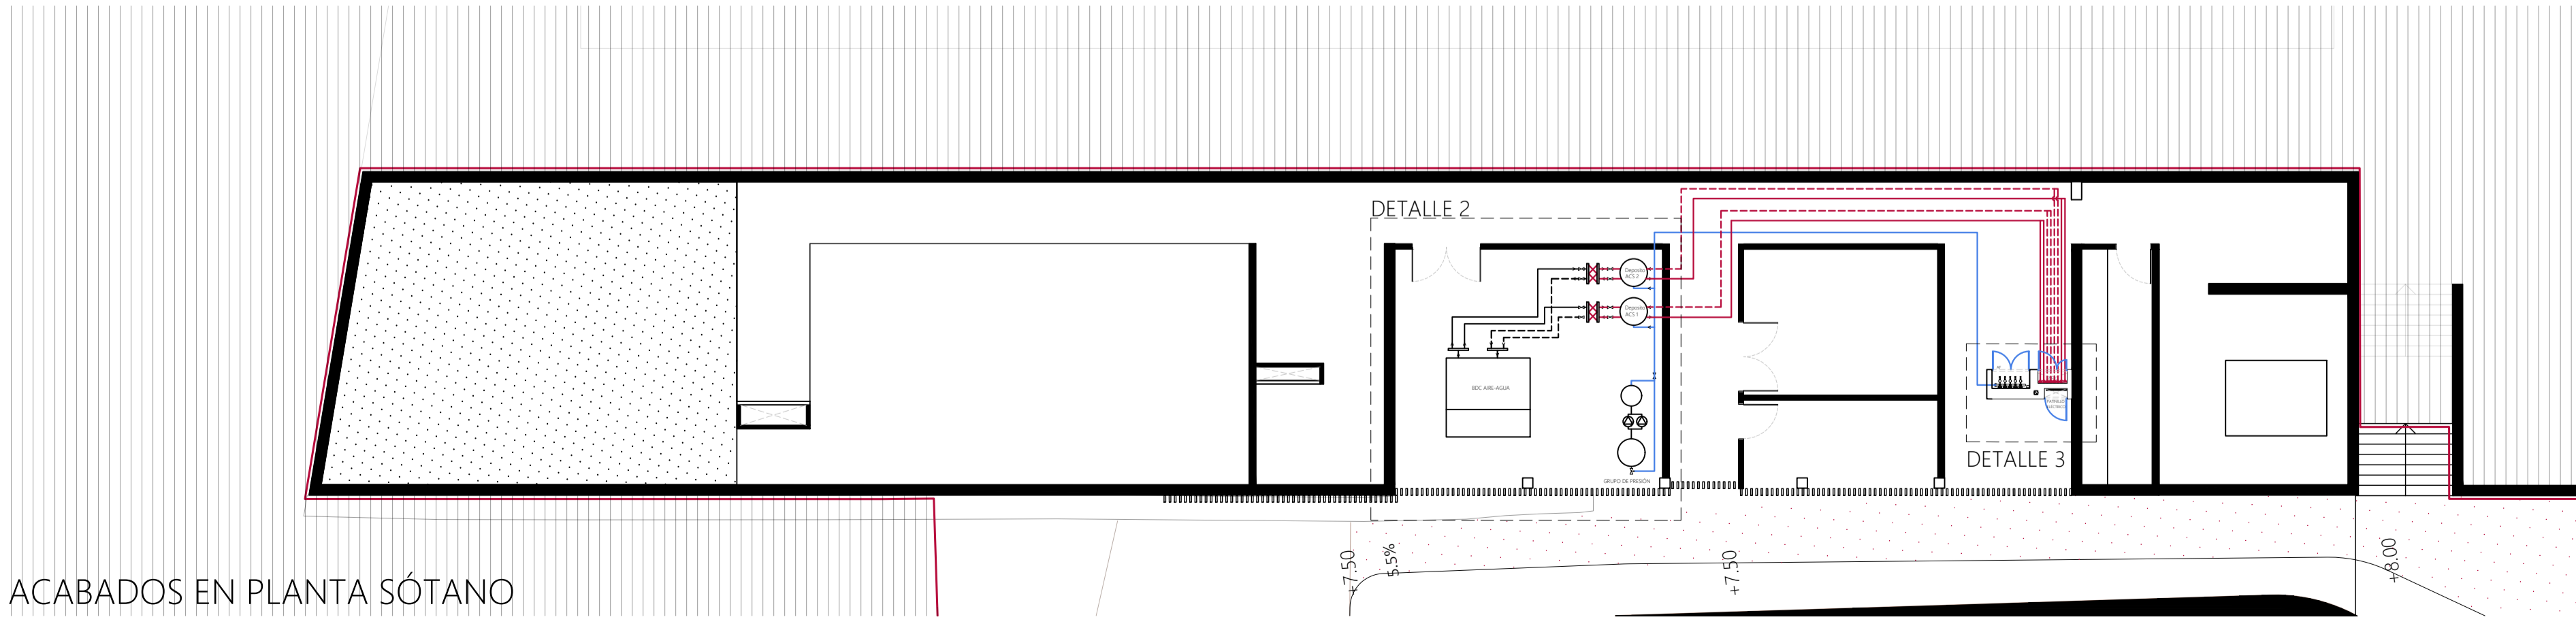 DETALLE 2
Deposito
ACS 2
Deposito
ACS 1
BDC AIRE-AGUA
GRUPO DE PRESIÓN
DETALLE 3
+7.50
5.5%
+7.50
+8.00
ACABADOS EN PLANTA SÓTANO